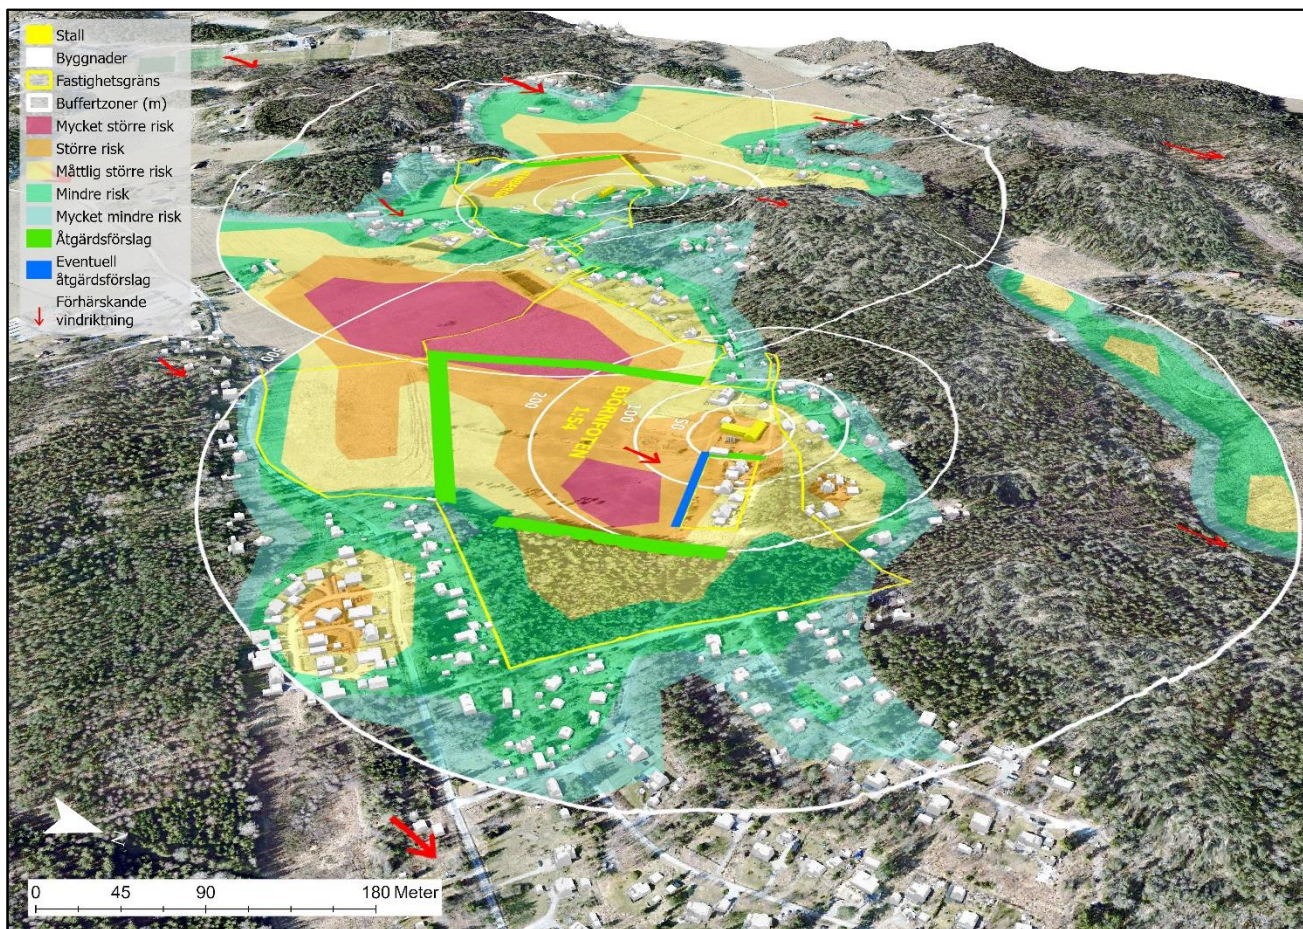 Stall
Byggnader
Fastighetsgräns
Buffertzoner (m)
Mycket större risk
Större risk
Måttlig större risk
Mindre risk
Mycket mindre risk
Åtgärdsförslag
Eventuell
åtgärdsförslag
Förhärskande
vindriktning
200
100
50
BJÖRNFOTEN
1:54
0 45 90 180 Meter